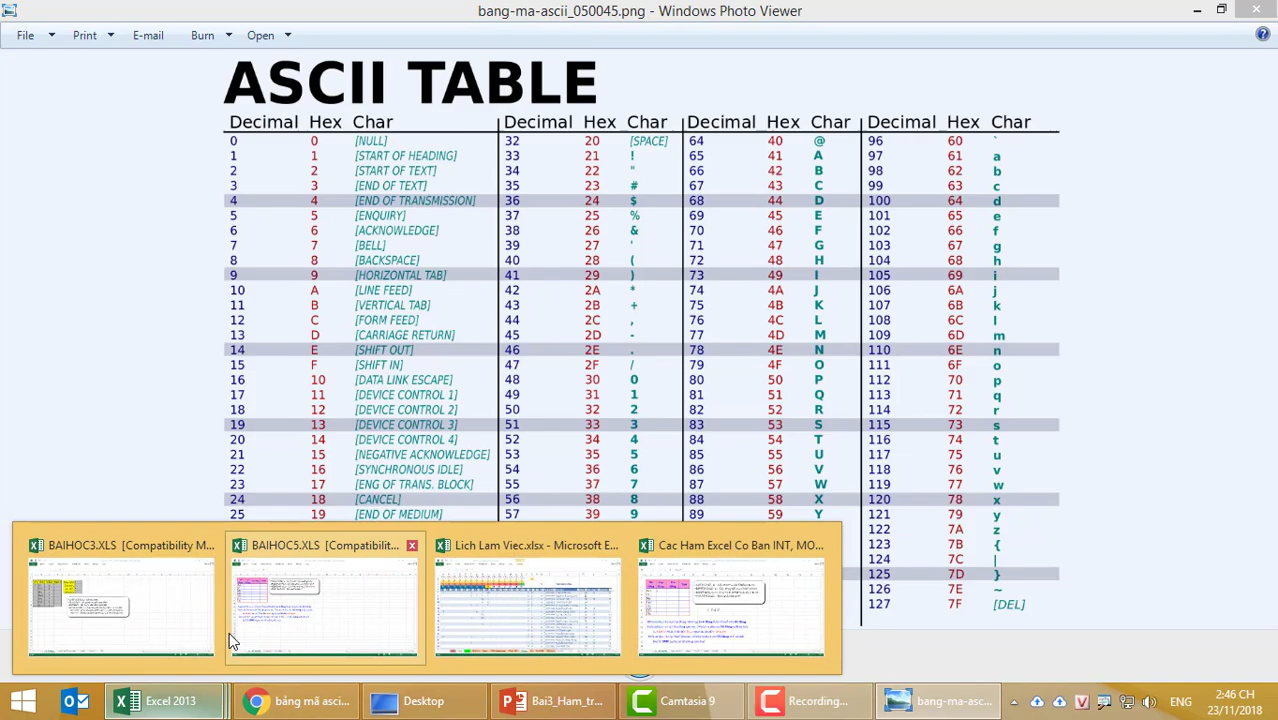 bang-ma-ascii_050045.png - Windows Photo Viewer
File Print E-mail Burn Open
ASCII TABLE
Decimal Hex Char Decimal Hex Char Decimal Hex Char Decimal Hex Char
0 0 [NULL] 32 20 [SPACE] 64 40 @ 96 60 `
1 1 [START OF HEADING] 33 21 ! 65 41 A 97 61 a
2 2 [START OF TEXT] 34 22 " 66 42 B 98 62 b
3 3 [END OF TEXT] 35 23 # 67 43 C 99 63 c
4 4 [END OF TRANSMISSION] 36 24 $ 68 44 D 100 64 d
5 5 [ENQUIRY] 37 25 % 69 45 E 101 65 e
6 6 [ACKNOWLEDGE] 38 26 & 70 46 F 102 66 f
7 7 [BELL] 39 27 ' 71 47 G 103 67 g
8 8 [BACKSPACE] 40 28 ( 72 48 H 104 68 h
9 9 [HORIZONTAL TAB] 41 29 ) 73 49 I 105 69 i
10 A [LINE FEED] 42 2A * 74 4A J 106 6A j
11 B [VERTICAL TAB] 43 2B + 75 4B K 107 6B k
12 C [FORM FEED] 44 2C , 76 4C L 108 6C l
13 D [CARRIAGE RETURN] 45 2D - 77 4D M 109 6D m
14 E [SHIFT OUT] 46 2E . 78 4E N 110 6E n
15 F [SHIFT IN] 47 2F / 79 4F O 111 6F o
16 10 [DATA LINK ESCAPE] 48 30 0 80 50 P 112 70 p
17 11 [DEVICE CONTROL 1] 49 31 1 81 51 Q 113 71 q
18 12 [DEVICE CONTROL 2] 50 32 2 82 52 R 114 72 r
19 13 [DEVICE CONTROL 3] 51 33 3 83 53 S 115 73 s
20 14 [DEVICE CONTROL 4] 52 34 4 84 54 T 116 74 t
21 15 [NEGATIVE ACKNOWLEDGE] 53 35 5 85 55 U 117 75 u
22 16 [SYNCHRONOUS IDLE] 54 36 6 86 56 V 118 76 v
23 17 [ENG OF TRANS. BLOCK] 55 37 7 87 57 W 119 77 w
24 18 [CANCEL] 56 38 8 88 58 X 120 78 x
25 19 [END OF MEDIUM] 57 39 9 89 59 Y 121 79 y
122 7A z
123 7B {
124 7C |
125 7D }
126 7E ~
127 7F [DEL]
BAIHOC3.XLS [Compatibility M... BAIHOC5.XLS [Compatibilit... Lich Lam Viec.xlsx - Microsoft E... Cac Ham Excel Co Ban INT, MO...
Excel 2013 bảng mã asci... Desktop Bai3_Ham_tr... Camtasia 9 Recording... bang-ma-asc... ENG 2:46 CH
23/11/2018